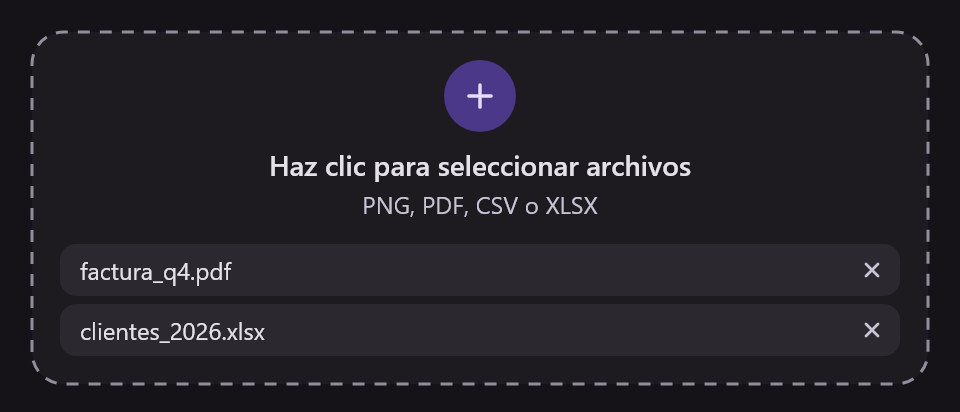 Haz clic para seleccionar archivos
PNG, PDF, CSV o XLSX
factura_q4.pdf
clientes_2026.xlsx